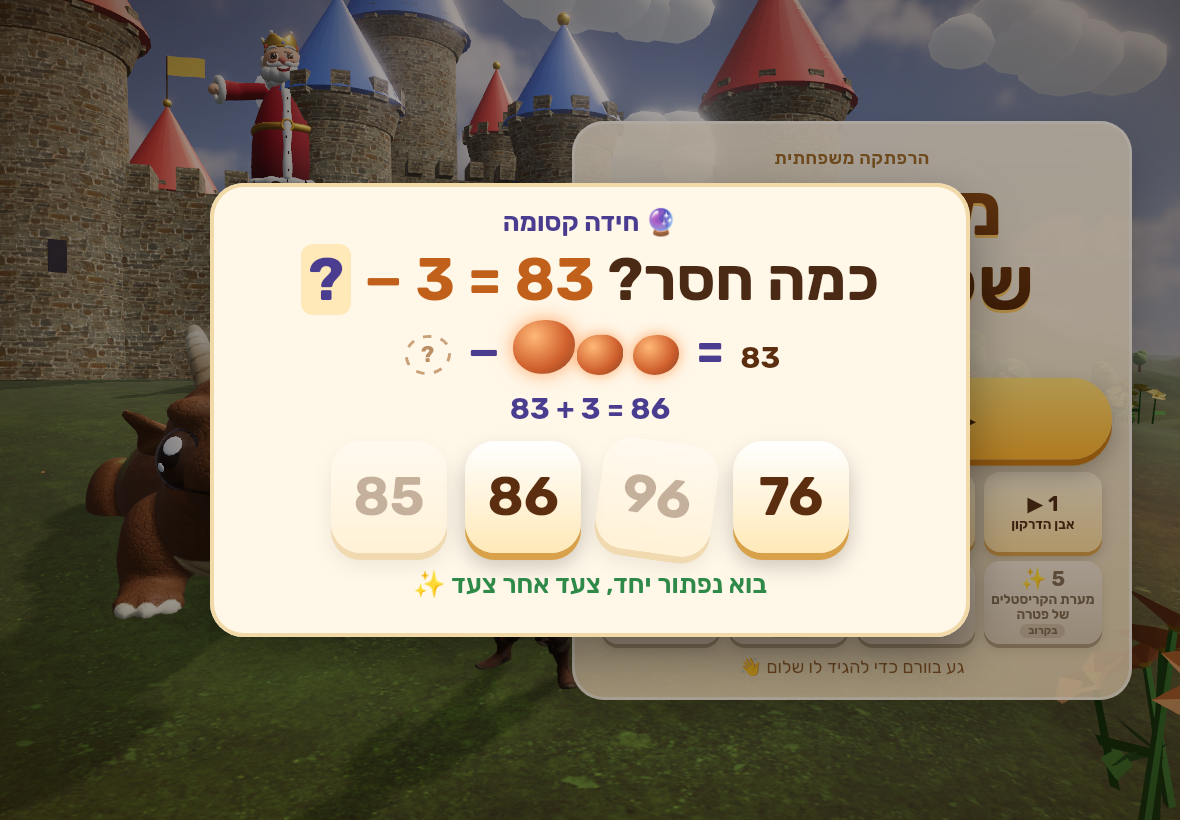 הרפתקה משפחתית
🔮 חידה קסומה
כמה חסר? ? – 3 = 83
? – = 83
83 + 3 = 86
85 86 96 76
בוא נפתור יחד, צעד אחר צעד ✨
1 ▶
אבן הדרקון
5 ✨
מערת הקריסטלים
של פטרה
בקרוב
גע בוורם כדי להגיד לו שלום 👋